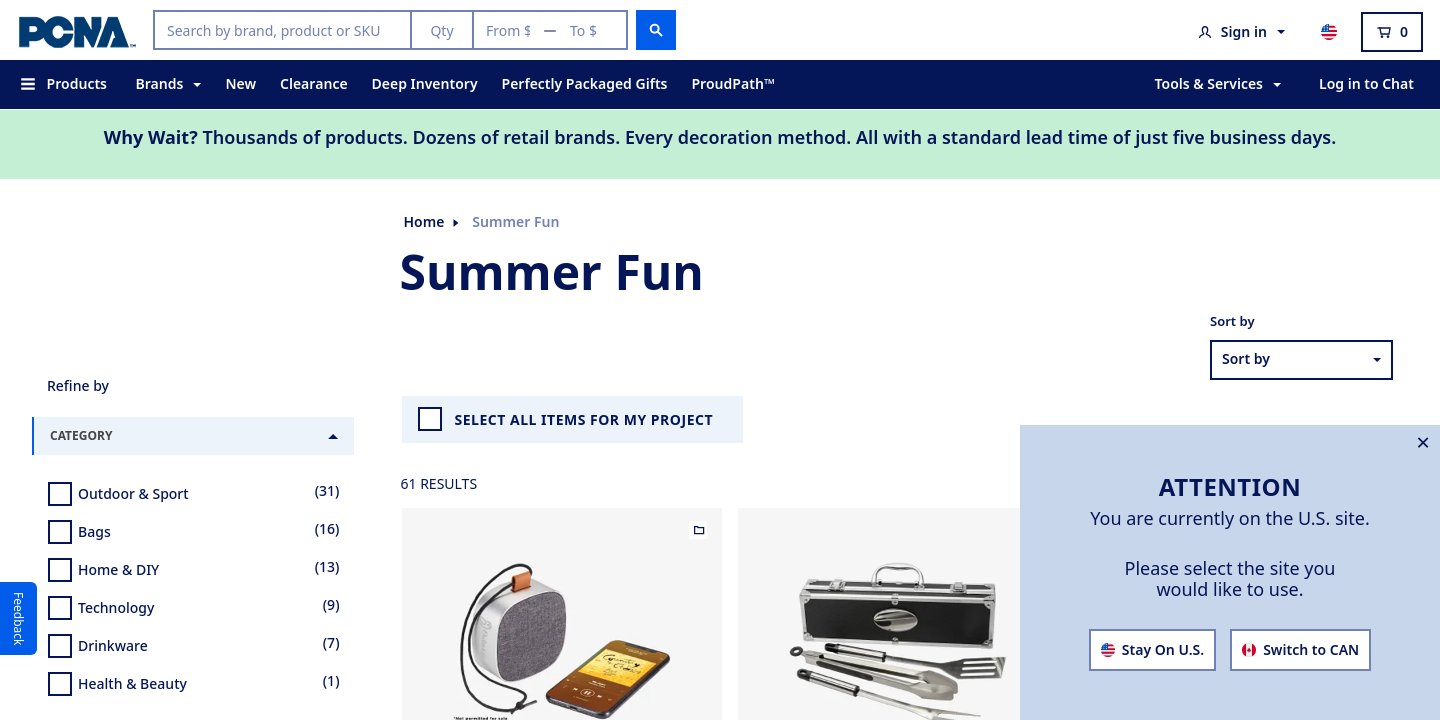 PCNA
Search by brand, product or SKU
Qty
From $ — To $
Sign in
0
Products
Brands
New
Clearance
Deep Inventory
Perfectly Packaged Gifts
ProudPath™
Tools & Services
Log in to Chat
Why Wait? Thousands of products. Dozens of retail brands. Every decoration method. All with a standard lead time of just five business days.
Home
Summer Fun
Summer Fun
Sort by
Sort by
Refine by
CATEGORY
Outdoor & Sport (31)
Bags (16)
Home & DIY (13)
Technology (9)
Drinkware (7)
Health & Beauty (1)
Feedback
SELECT ALL ITEMS FOR MY PROJECT
61 RESULTS
*Not permitted for sale
ATTENTION
You are currently on the U.S. site.
Please select the site you
would like to use.
Stay On U.S.
Switch to CAN